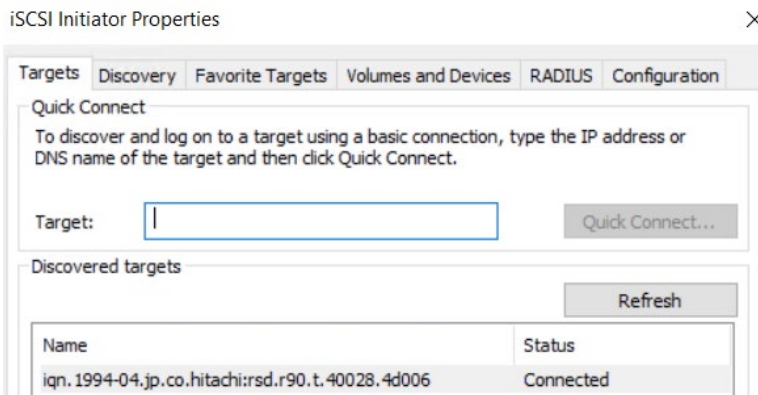 iSCSI Initiator Properties
Targets Discovery Favorite Targets Volumes and Devices RADIUS Configuration
Quick Connect
To discover and log on to a target using a basic connection, type the IP address or
DNS name of the target and then click Quick Connect.
Target: Quick Connect...
Discovered targets
Refresh
Name Status
iqn.1994-04.jp.co.hitachi:rsd.r90.t.40028.4d006 Connected